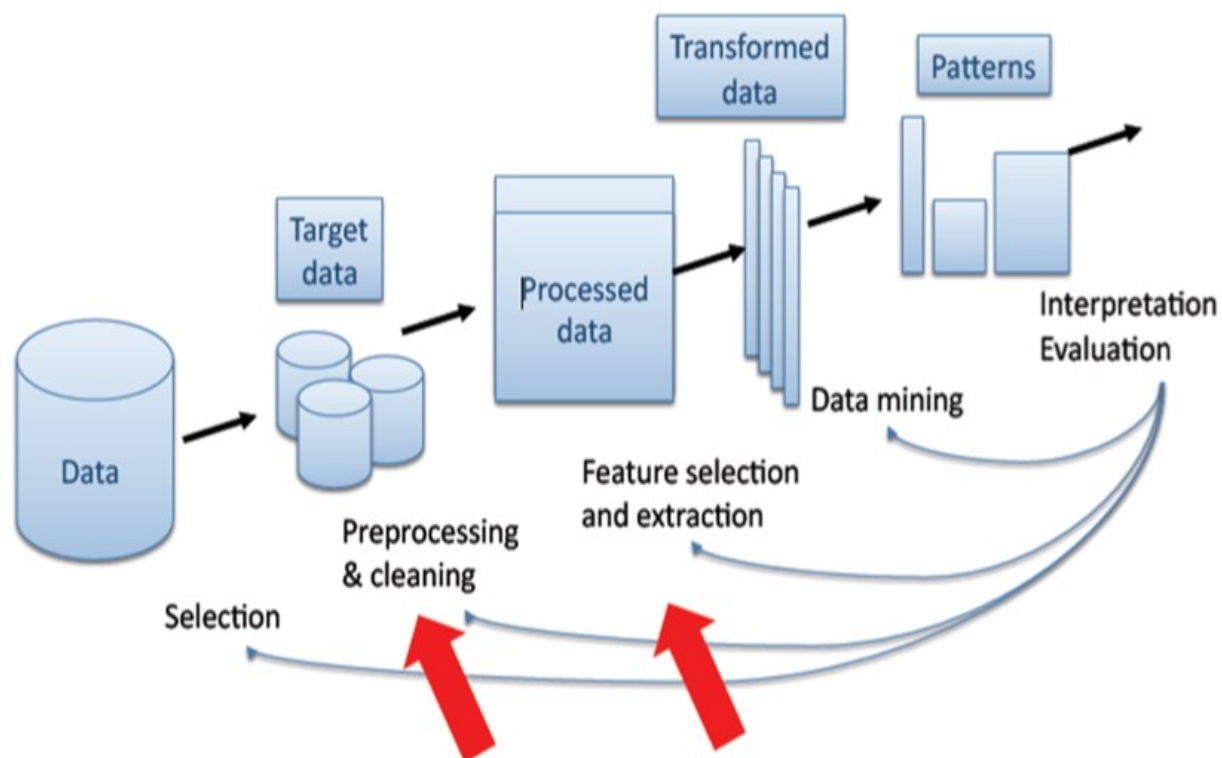 Transformed
data
Patterns
Target
data
Processed
data
Interpretation
Evaluation
Data mining
Data
Feature selection
and extraction
Preprocessing
& cleaning
Selection